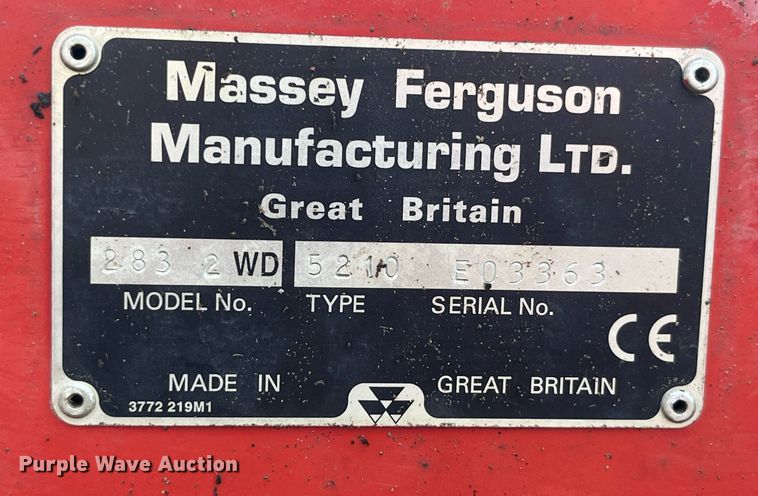 Massey Ferguson
Manufacturing LTD.
Great Britain
283 2 WD 5210 E03363
MODEL No. TYPE SERIAL No.
CE
MADE IN GREAT BRITAIN
3772 219M1
Purple Wave Auction